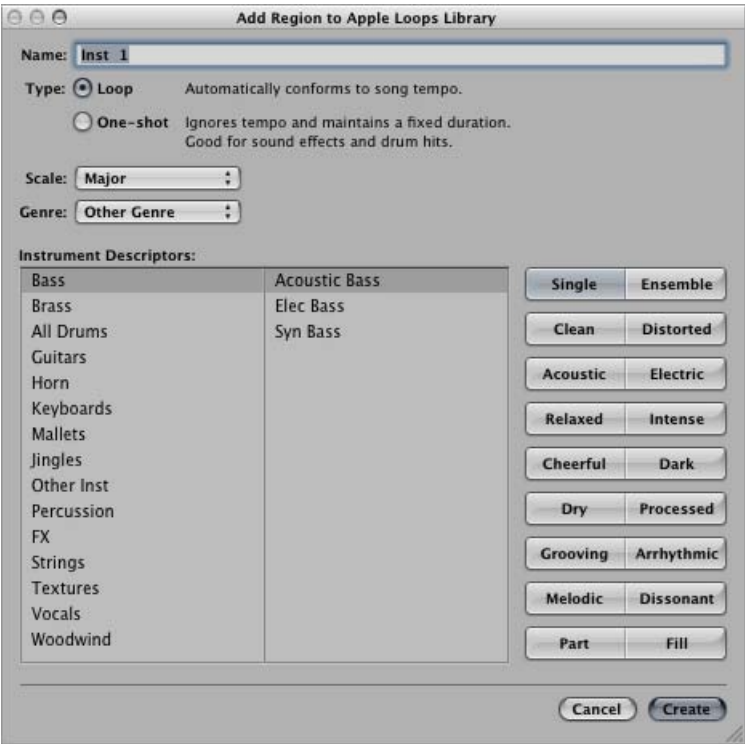 Add Region to Apple Loops Library
Name: Inst 1
Type: Loop Automatically conforms to song tempo.
One-shot Ignores tempo and maintains a fixed duration.
Good for sound effects and drum hits.
Scale: Major
Genre: Other Genre
Instrument Descriptors:
Bass Acoustic Bass Single Ensemble
Brass Elec Bass
All Drums Syn Bass Clean Distorted
Guitars
Horn Acoustic Electric
Keyboards
Mallets Relaxed Intense
Jingles Cheerful Dark
Other Inst
Percussion Dry Processed
FX
Strings Grooving Arrhythmic
Textures Melodic Dissonant
Vocals
Woodwind Part Fill
Cancel Create